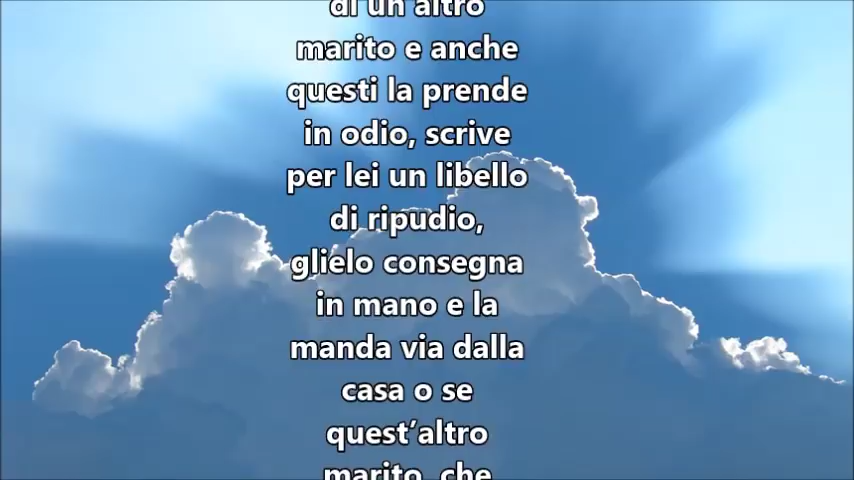 di un altro
marito e anche
questi la prende
in odio, scrive
per lei un libello
di ripudio,
glielo consegna
in mano e la
manda via dalla
casa o se
quest’altro
marito, che